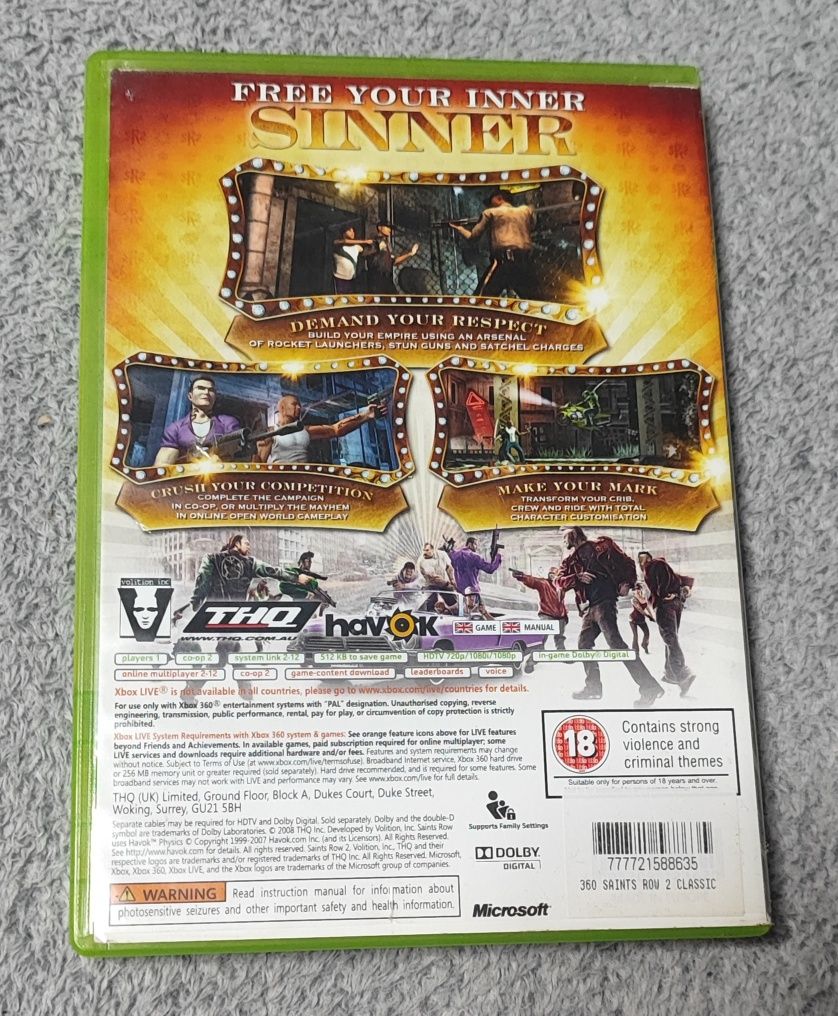 FREE YOUR INNER
SINNER
DEMAND YOUR RESPECT
BUILD YOUR EMPIRE USING AN ARSENAL
OF ROCKET LAUNCHERS, STUN GUNS AND SATCHEL CHARGES
CRUSH YOUR COMPETITION
COMPLETE THE CAMPAIGN
IN CO-OP, OR MULTIPLY THE MAYHEM
IN ONLINE OPEN WORLD GAMEPLAY
MAKE YOUR MARK
TRANSFORM YOUR CRIB,
CREW AND RIDE WITH TOTAL
CHARACTER CUSTOMISATION
volition inc
THQ
WWW.THQ.COM.AU
havok
GAME MANUAL
players 1 co-op 2 system link 2-12 512 KB to save game HDTV 720p/1080i/1080p in-game Dolby® Digital
online multiplayer 2-12 co-op 2 game-content download leaderboards voice
Xbox LIVE® is not available in all countries, please go to www.xbox.com/live/countries for details.
For use only with Xbox 360® entertainment systems with "PAL" designation. Unauthorised copying, reverse
engineering, transmission, public performance, rental, pay for play, or circumvention of copy protection is strictly
prohibited.
Xbox LIVE System Requirements with Xbox 360 system & games: See orange feature icons above for LIVE features
beyond Friends and Achievements. In available games, paid subscription required for online multiplayer; some
LIVE services and downloads require additional hardware and/or fees. Features and system requirements may change
without notice. Subject to Terms of Use (at www.xbox.com/live/termsofuse). Broadband Internet service, Xbox 360 hard drive
or 256 MB memory unit or greater required (sold separately). Hard drive recommended, and is required for some features. Some
broadband services may not work with LIVE and performance may vary. See www.xbox.com/live for full details.
THQ (UK) Limited, Ground Floor, Block A, Dukes Court, Duke Street,
Woking, Surrey, GU21 5BH
Separate cables may be required for HDTV and Dolby Digital. Sold separately. Dolby and the double-D
symbol are trademarks of Dolby Laboratories. © 2008 THQ Inc. Developed by Volition, Inc. Saints Row
uses Havok™ Physics © Copyright 1999-2007 Havok.com Inc. (and its Licensors). All Rights Reserved.
See http://www.havok.com for details. All rights reserved. Saints Row 2, Volition, Inc., THQ and their
respective logos are trademarks and/or registered trademarks of THQ Inc. All Rights Reserved. Microsoft,
Xbox, Xbox 360, Xbox LIVE, and the Xbox logos are trademarks of the Microsoft group of companies.
WARNING Read instruction manual for information about
photosensitive seizures and other important safety and health information.
18
Contains strong
violence and
criminal themes
Suitable only for persons of 18 years and over.
Supports Family Settings
DOLBY
DIGITAL
Microsoft
777721588635
360 SAINTS ROW 2 CLASSIC